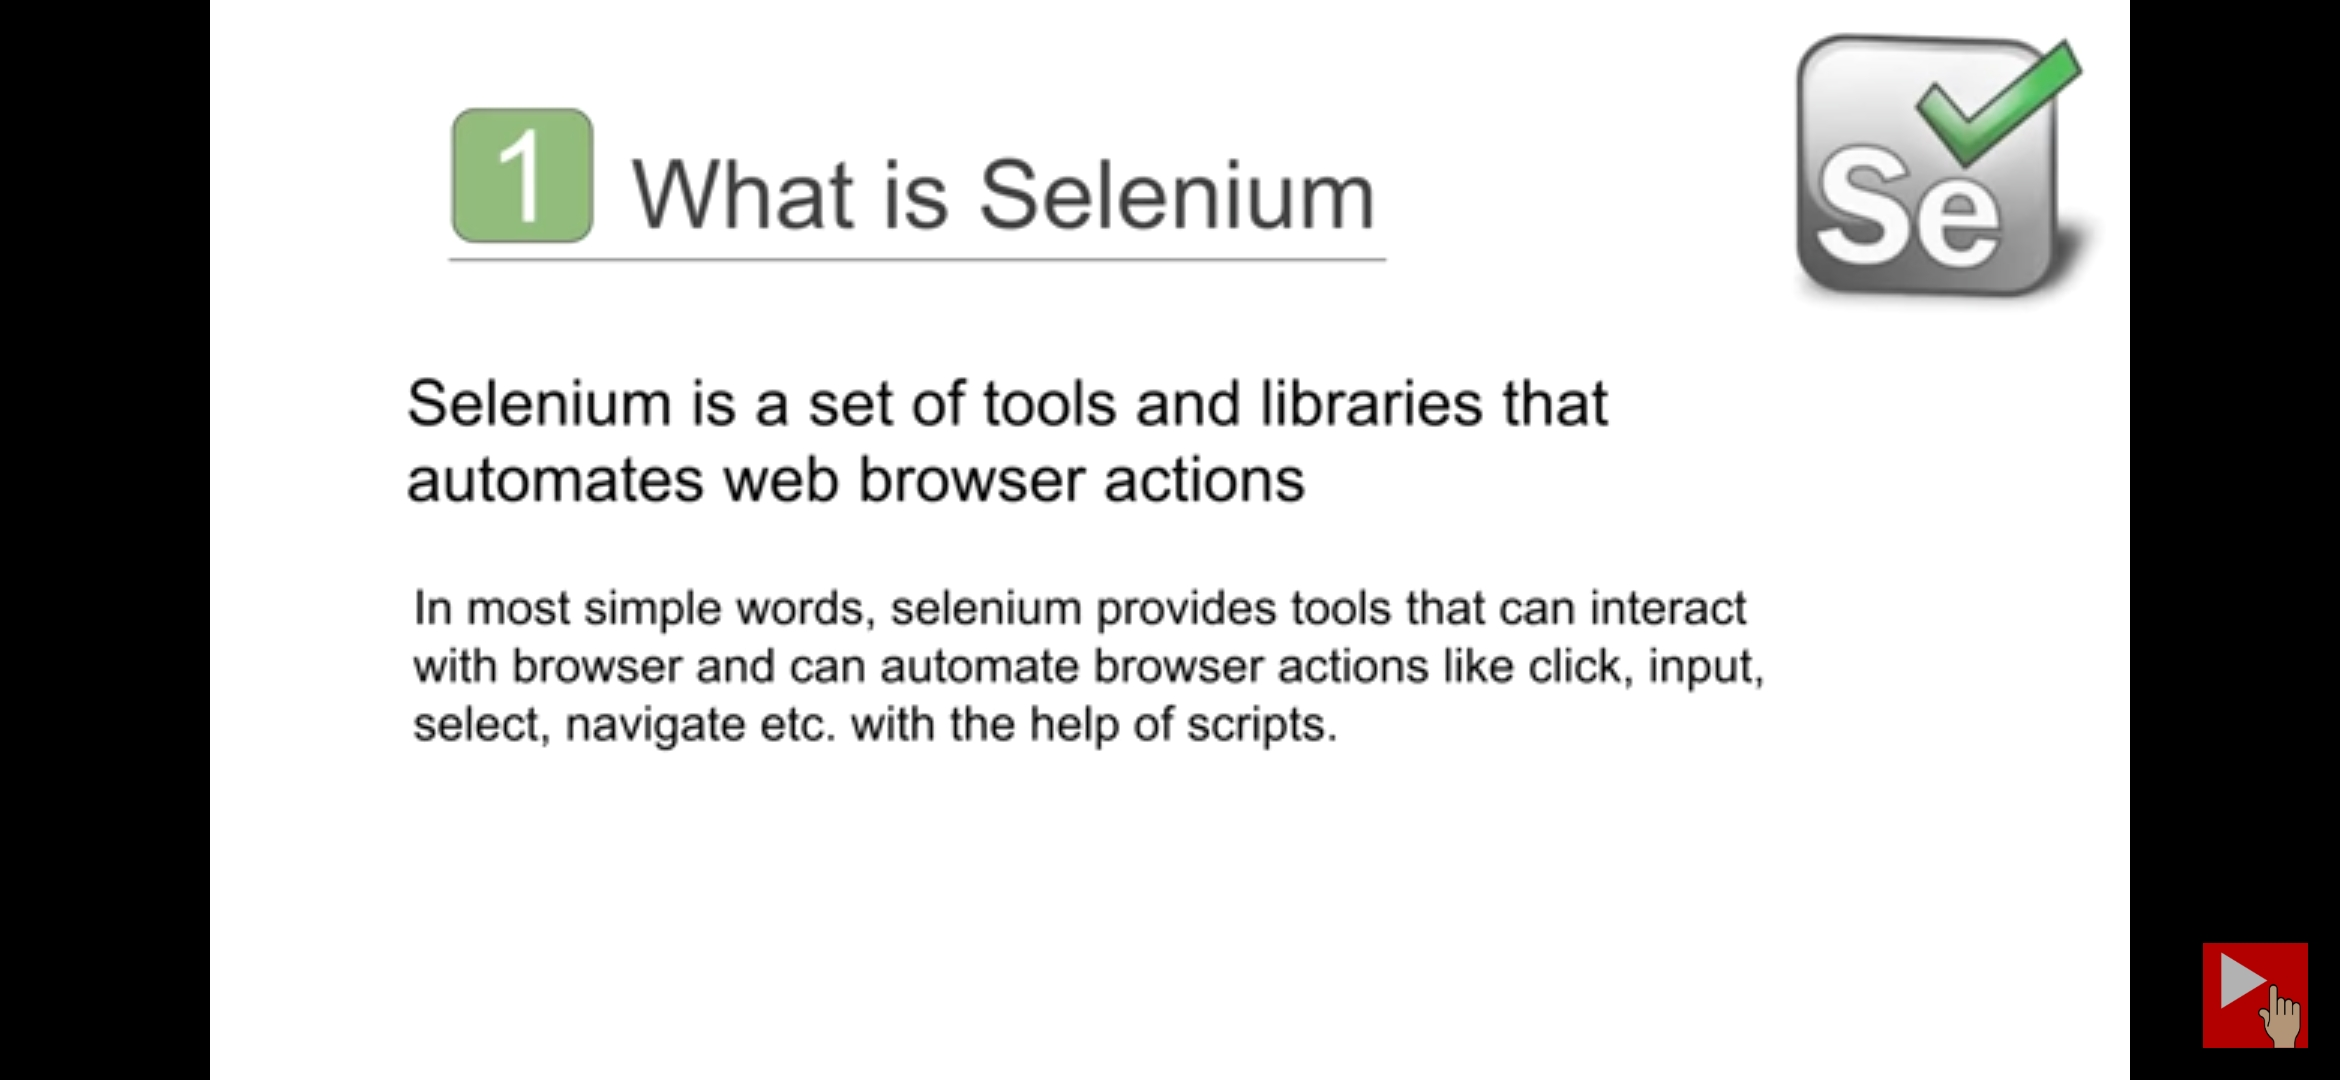 1 What is Selenium
Se
Selenium is a set of tools and libraries that
automates web browser actions
In most simple words, selenium provides tools that can interact
with browser and can automate browser actions like click, input,
select, navigate etc. with the help of scripts.